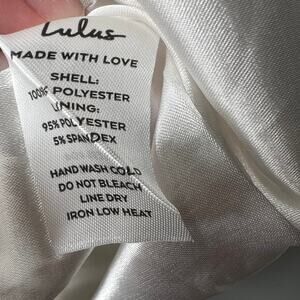 Lulus
MADE WITH LOVE
SHELL:
100% POLYESTER
LINING:
95% POLYESTER
5% SPANDEX
HAND WASH COLD
DO NOT BLEACH
LINE DRY
IRON LOW HEAT